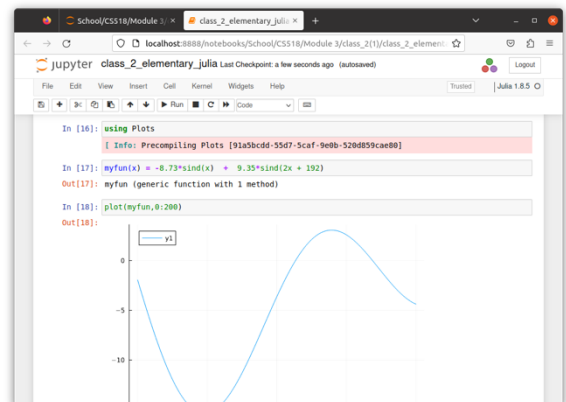 School/CS518/Module 3/
class_2_elementary_julia
localhost:8888/notebooks/School/CS518/Module 3/class_2(1)/class_2_element
jupyter class_2_elementary_julia Last Checkpoint: a few seconds ago (autosaved)
Logout
File Edit View Insert Cell Kernel Widgets Help
Trusted
Julia 1.8.5
Run
Code
In [16]: using Plots
[ Info: Precompiling Plots [91a5bcdd-55d7-5caf-9e0b-520d859cae80]
In [17]: myfun(x) = -8.73*sind(x) + 9.35*sind(2x + 192)
Out[17]: myfun (generic function with 1 method)
In [18]: plot(myfun,0:200)
Out[18]:
y1
0
−5
−10